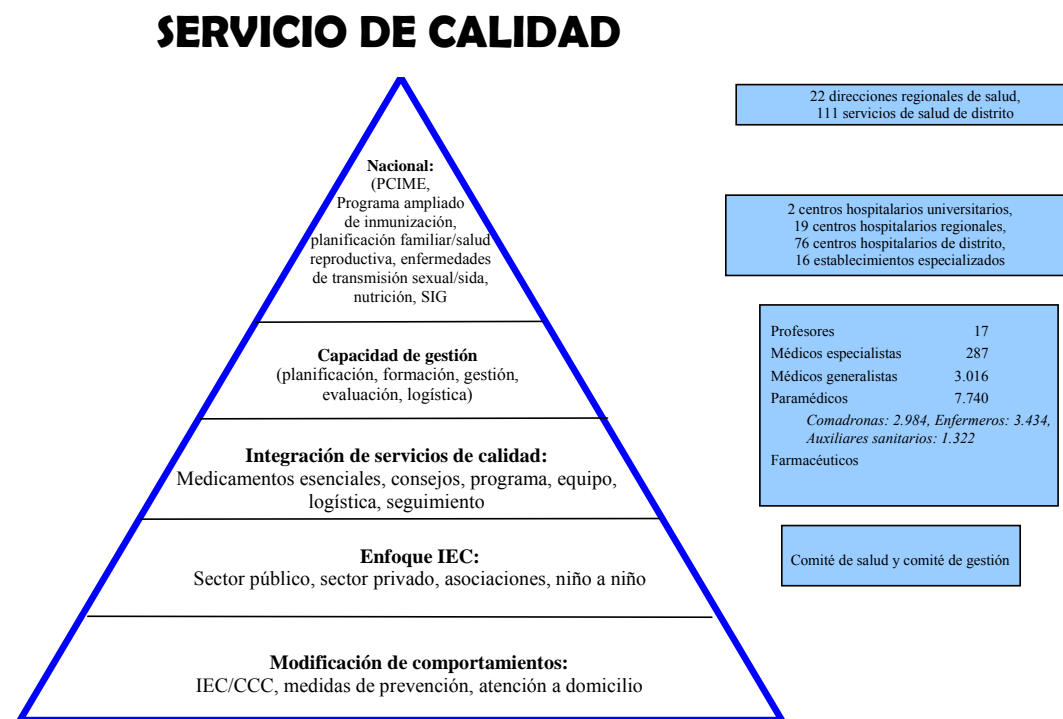 SERVICIO DE CALIDAD
Nacional:
(PCIME,
Programa ampliado
de inmunización,
planificación familiar/salud
reproductiva, enfermedades
de transmisión sexual/sida,
nutrición, SIG
Capacidad de gestión
(planificación, formación, gestión,
evaluación, logística)
Integración de servicios de calidad:
Medicamentos esenciales, consejos, programa, equipo,
logística, seguimiento
Enfoque IEC:
Sector público, sector privado, asociaciones, niño a niño
Modificación de comportamientos:
IEC/CCC, medidas de prevención, atención a domicilio
22 direcciones regionales de salud,
111 servicios de salud de distrito
2 centros hospitalarios universitarios,
19 centros hospitalarios regionales,
76 centros hospitalarios de distrito,
16 establecimientos especializados
Profesores 17
Médicos especialistas 287
Médicos generalistas 3.016
Paramédicos 7.740
Comadronas: 2.984, Enfermeros: 3.434,
Auxiliares sanitarios: 1.322
Farmacéuticos
Comité de salud y comité de gestión